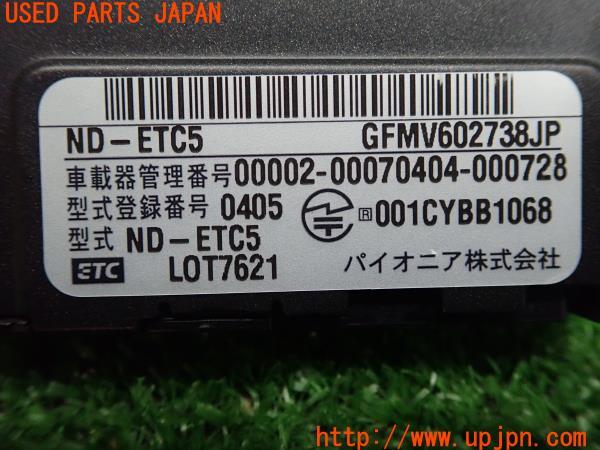 USED PARTS JAPAN
ND-ETC5 GFMV602738JP
車載器管理番号00002-00070404-000728
型式登録番号 0405 R 001CYBB1068
型式 ND-ETC5
ETC LOT7621 パイオニア株式会社
http://www.upjpn.com/